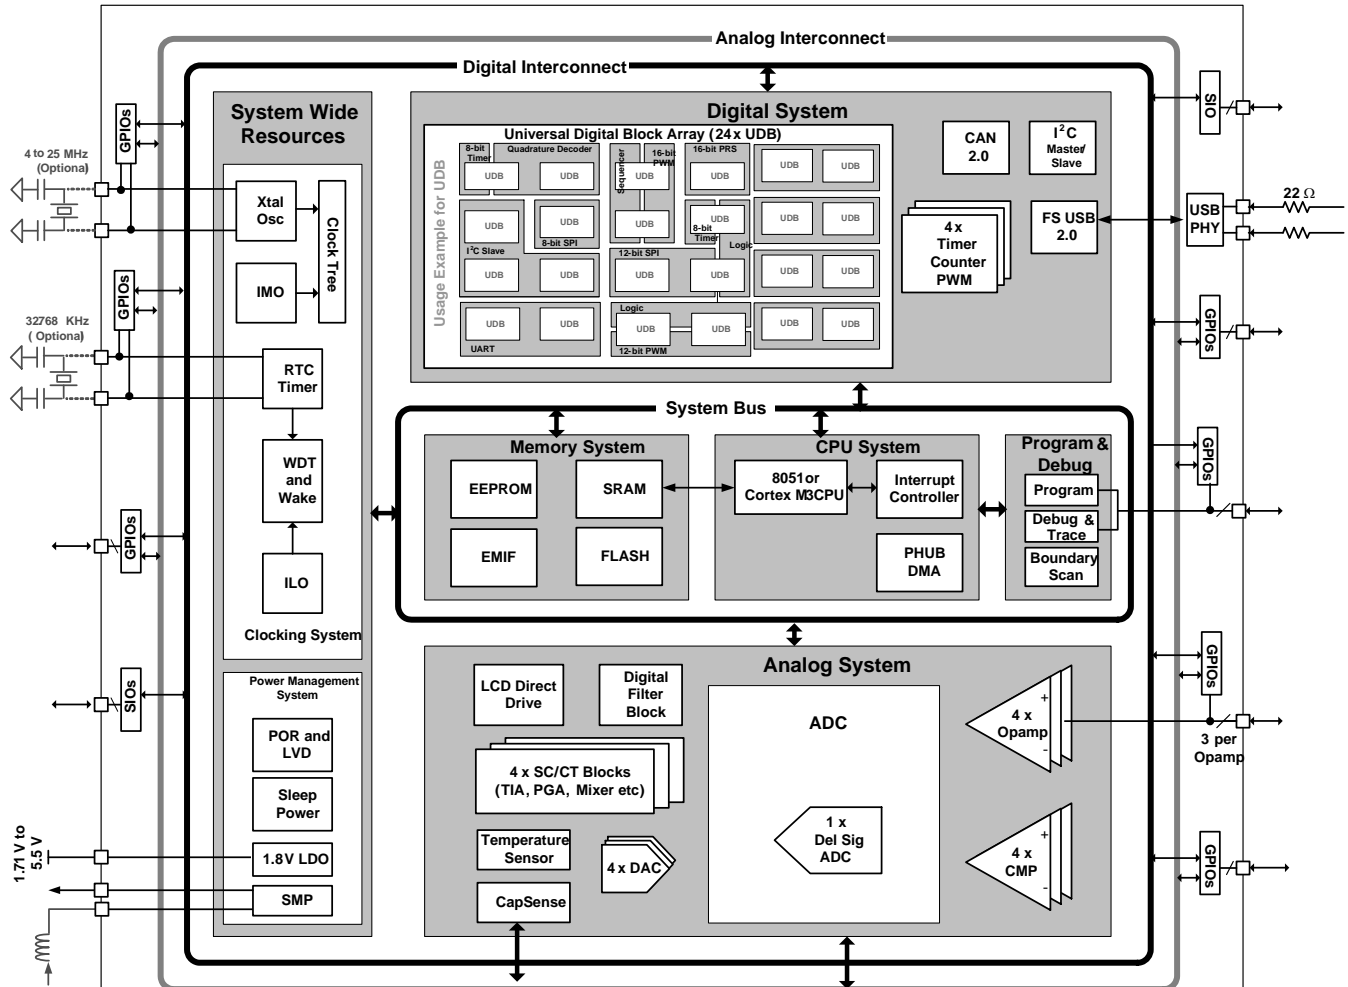 Analog Interconnect
Digital Interconnect
System Wide
Resources
Digital System
Universal Digital Block Array (24x UDB)
Usage Example for UDB
8-bit
Timer
Quadrature Decoder
Sequencer
16-bit
PWM
16-bit PRS
UDB
UDB
UDB
UDB
UDB
UDB
UDB
UDB
UDB
UDB
UDB
UDB
I²C Slave
8-bit SPI
8-bit
Timer
Logic
12-bit SPI
UDB
UDB
UDB
UDB
UDB
UDB
Logic
UDB
UDB
UDB
UDB
UDB
UDB
UART
12-bit PWM
CAN
2.0
I²C
Master/
Slave
4x
Timer
Counter
PWM
FS USB
2.0
USB
PHY
22 Ω
SIO
GPIOs
GPIOs
GPIOs
GPIOs
3 per
Opamp
GPIOs
GPIOs
GPIOs
SIOs
4 to 25 MHz
(Optional)
32768 KHz
(Optional)
1.71 V to
5.5 V
Xtal
Osc
Clock Tree
IMO
RTC
Timer
WDT
and
Wake
ILO
Clocking System
Power Management
System
POR and
LVD
Sleep
Power
1.8V LDO
SMP
System Bus
Memory System
EEPROM
SRAM
EMIF
FLASH
CPU System
8051 or
Cortex M3CPU
Interrupt
Controller
PHUB
DMA
Program &
Debug
Program
Debug &
Trace
Boundary
Scan
Analog System
LCD Direct
Drive
Digital
Filter
Block
4 x SC/CT Blocks
(TIA, PGA, Mixer etc)
Temperature
Sensor
4 x DAC
CapSense
ADC
1 x
Del Sig
ADC
+
4 x
Opamp
-
+
4 x
CMP
-